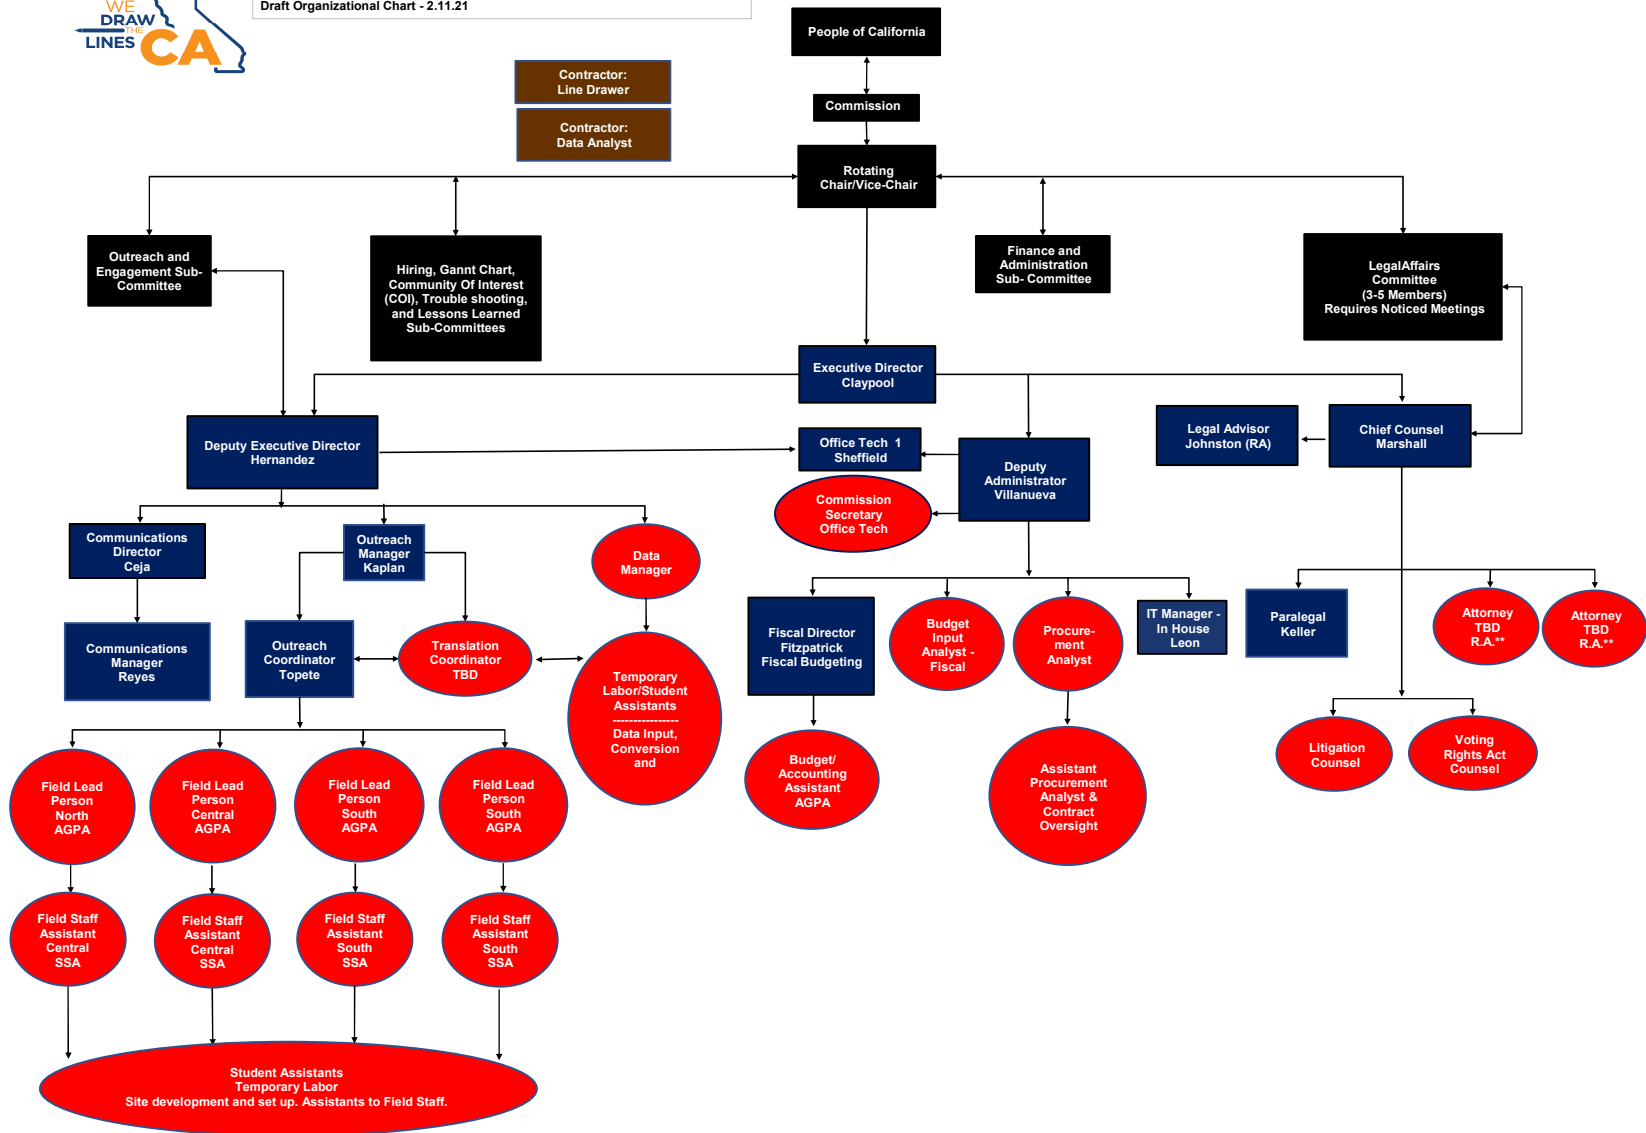 WE
DRAW
THE
LINES
CA
Draft Organizational Chart - 2.11.21
People of California
Contractor:
Line Drawer
Commission
Contractor:
Data Analyst
Rotating
Chair/Vice-Chair
Outreach and
Engagement Sub-
Committee
Hiring, Gannt Chart,
Community Of Interest
(COI), Trouble shooting,
and Lessons Learned
Sub-Committees
Finance and
Administration
Sub- Committee
LegalAffairs
Committee
(3-5 Members)
Requires Noticed Meetings
Executive Director
Claypool
Deputy Executive Director
Hernandez
Office Tech  1
Sheffield
Deputy
Administrator
Villanueva
Legal Advisor
Johnston (RA)
Chief Counsel
Marshall
Commission
Secretary
Office Tech
Communications
Director
Ceja
Outreach
Manager
Kaplan
Data
Manager
Communications
Manager
Reyes
Outreach
Coordinator
Topete
Translation
Coordinator
TBD
Temporary
Labor/Student
Assistants
----------------
Data Input,
Conversion
and
Fiscal Director
Fitzpatrick
Fiscal Budgeting
Budget
Input
Analyst -
Fiscal
Procure-
ment
Analyst
IT Manager -
In House
Leon
Paralegal
Keller
Attorney
TBD
R.A.**
Attorney
TBD
R.A.**
Budget/
Accounting
Assistant
AGPA
Assistant
Procurement
Analyst &
Contract
Oversight
Litigation
Counsel
Voting
Rights Act
Counsel
Field Lead
Person
North
AGPA
Field Lead
Person
Central
AGPA
Field Lead
Person
South
AGPA
Field Lead
Person
South
AGPA
Field Staff
Assistant
Central
SSA
Field Staff
Assistant
Central
SSA
Field Staff
Assistant
South
SSA
Field Staff
Assistant
South
SSA
Student Assistants
Temporary Labor
Site development and set up. Assistants to Field Staff.